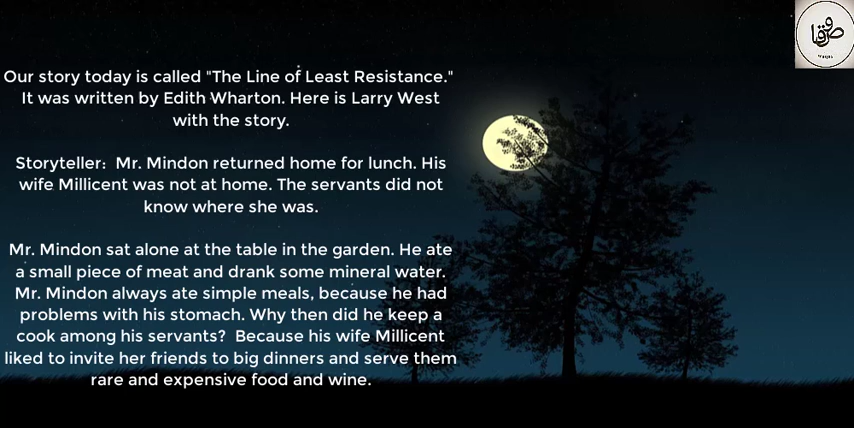 Our story today is called "The Line of Least Resistance."
It was written by Edith Wharton. Here is Larry West
with the story.
Storyteller:  Mr. Mindon returned home for lunch. His
wife Millicent was not at home. The servants did not
know where she was.
Mr. Mindon sat alone at the table in the garden. He ate
a small piece of meat and drank some mineral water.
Mr. Mindon always ate simple meals, because he had
problems with his stomach. Why then did he keep a
cook among his servants?  Because his wife Millicent
liked to invite her friends to big dinners and serve them
rare and expensive food and wine.